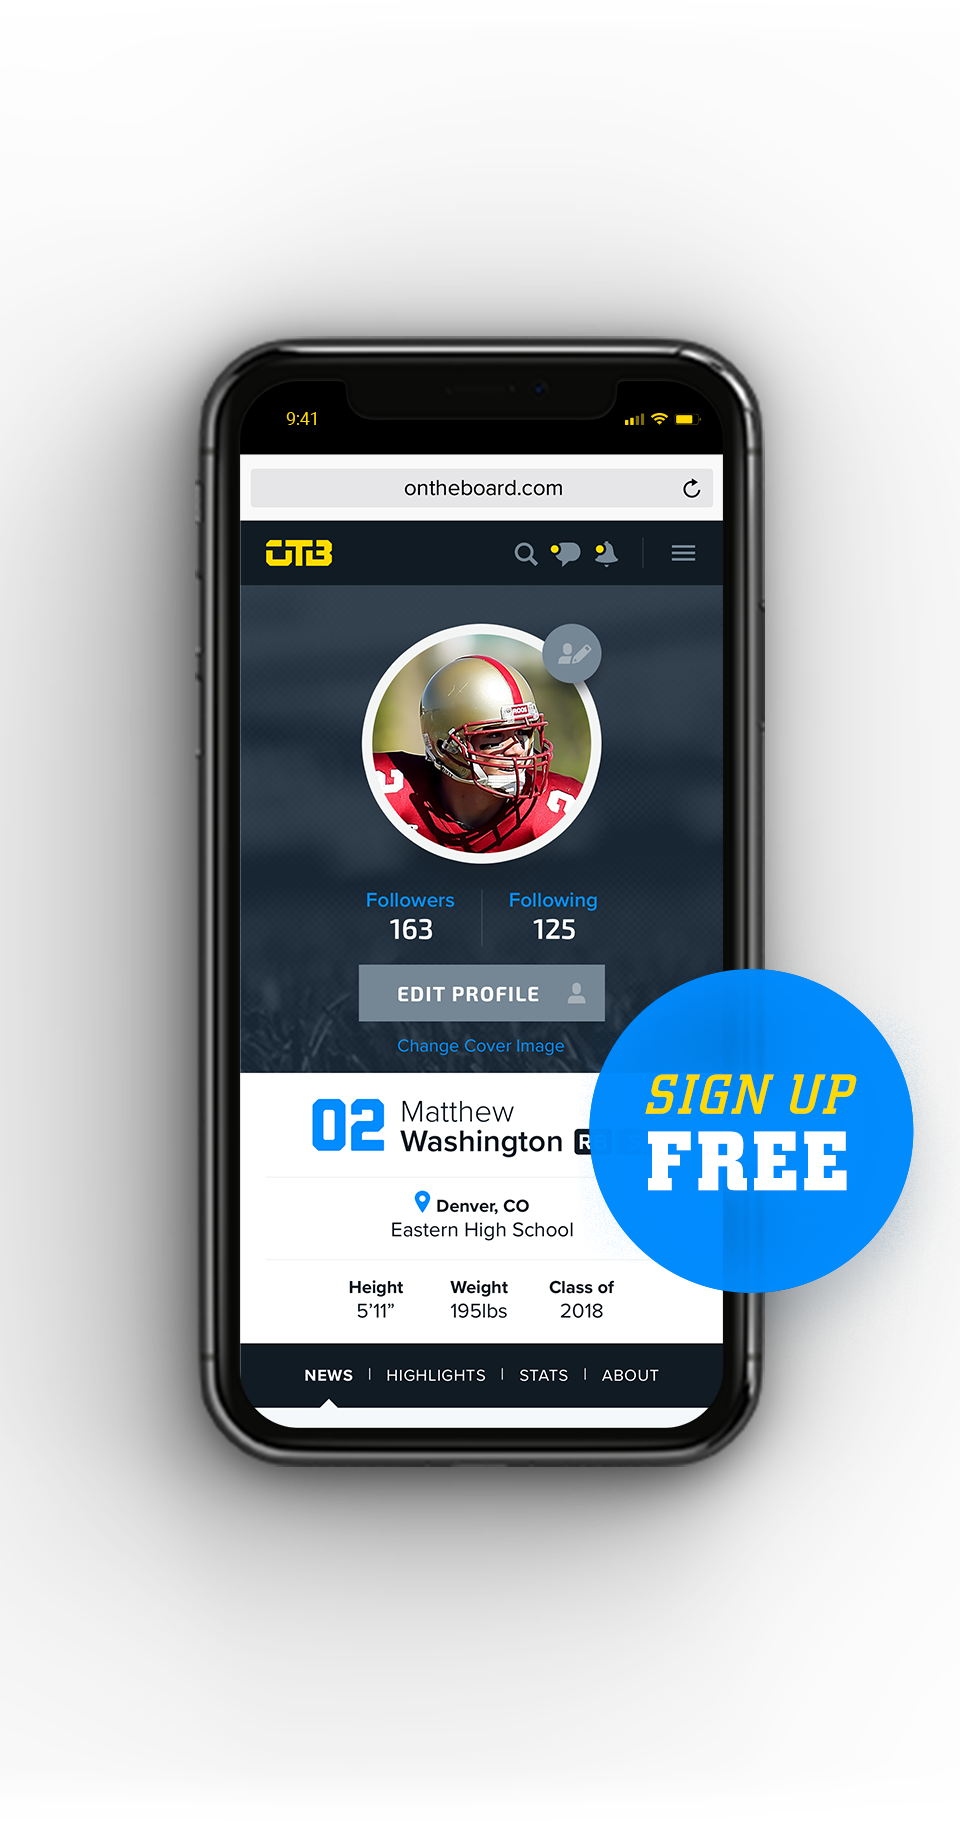 9:41
ontheboard.com
OTB
Followers
Following
163
125
EDIT PROFILE
Change Cover Image
SIGN UP
FREE
02
Matthew
Washington
Denver, CO
Eastern High School
Height
Weight
Class of
5’11”
195lbs
2018
NEWS | HIGHLIGHTS | STATS | ABOUT